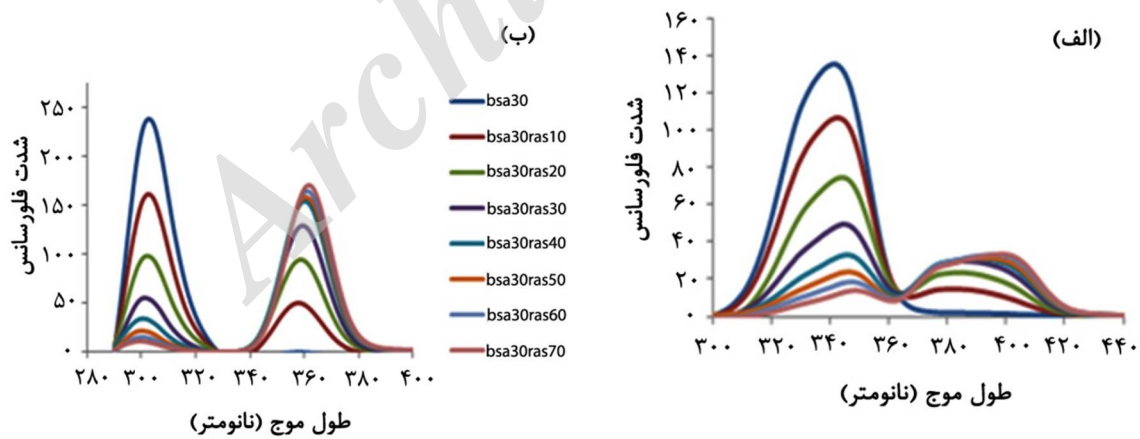 (الف)
۱۶۰
۱۴۰
۱۲۰
۱۰۰
۸۰
۶۰
۴۰
۲۰
۰
شدت فلورسانس
۳۰۰ ۳۲۰ ۳۴۰ ۳۶۰ ۳۸۰ ۴۰۰ ۴۲۰ ۴۴۰
طول موج (نانومتر)
(ب)
۲۵۰
۲۰۰
۱۵۰
۱۰۰
۵۰
۰
شدت فلورسانس
۲۸۰ ۳۰۰ ۳۲۰ ۳۴۰ ۳۶۰ ۳۸۰ ۴۰۰
طول موج (نانومتر)
bsa30
bsa30ras10
bsa30ras20
bsa30ras30
bsa30ras40
bsa30ras50
bsa30ras60
bsa30ras70